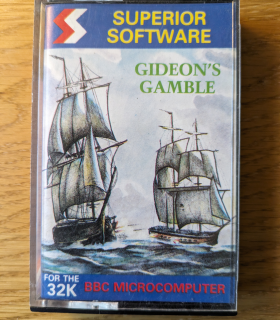 SUPERIOR
SOFTWARE
GIDEON'S
GAMBLE
FOR THE
32K
BBC MICROCOMPUTER